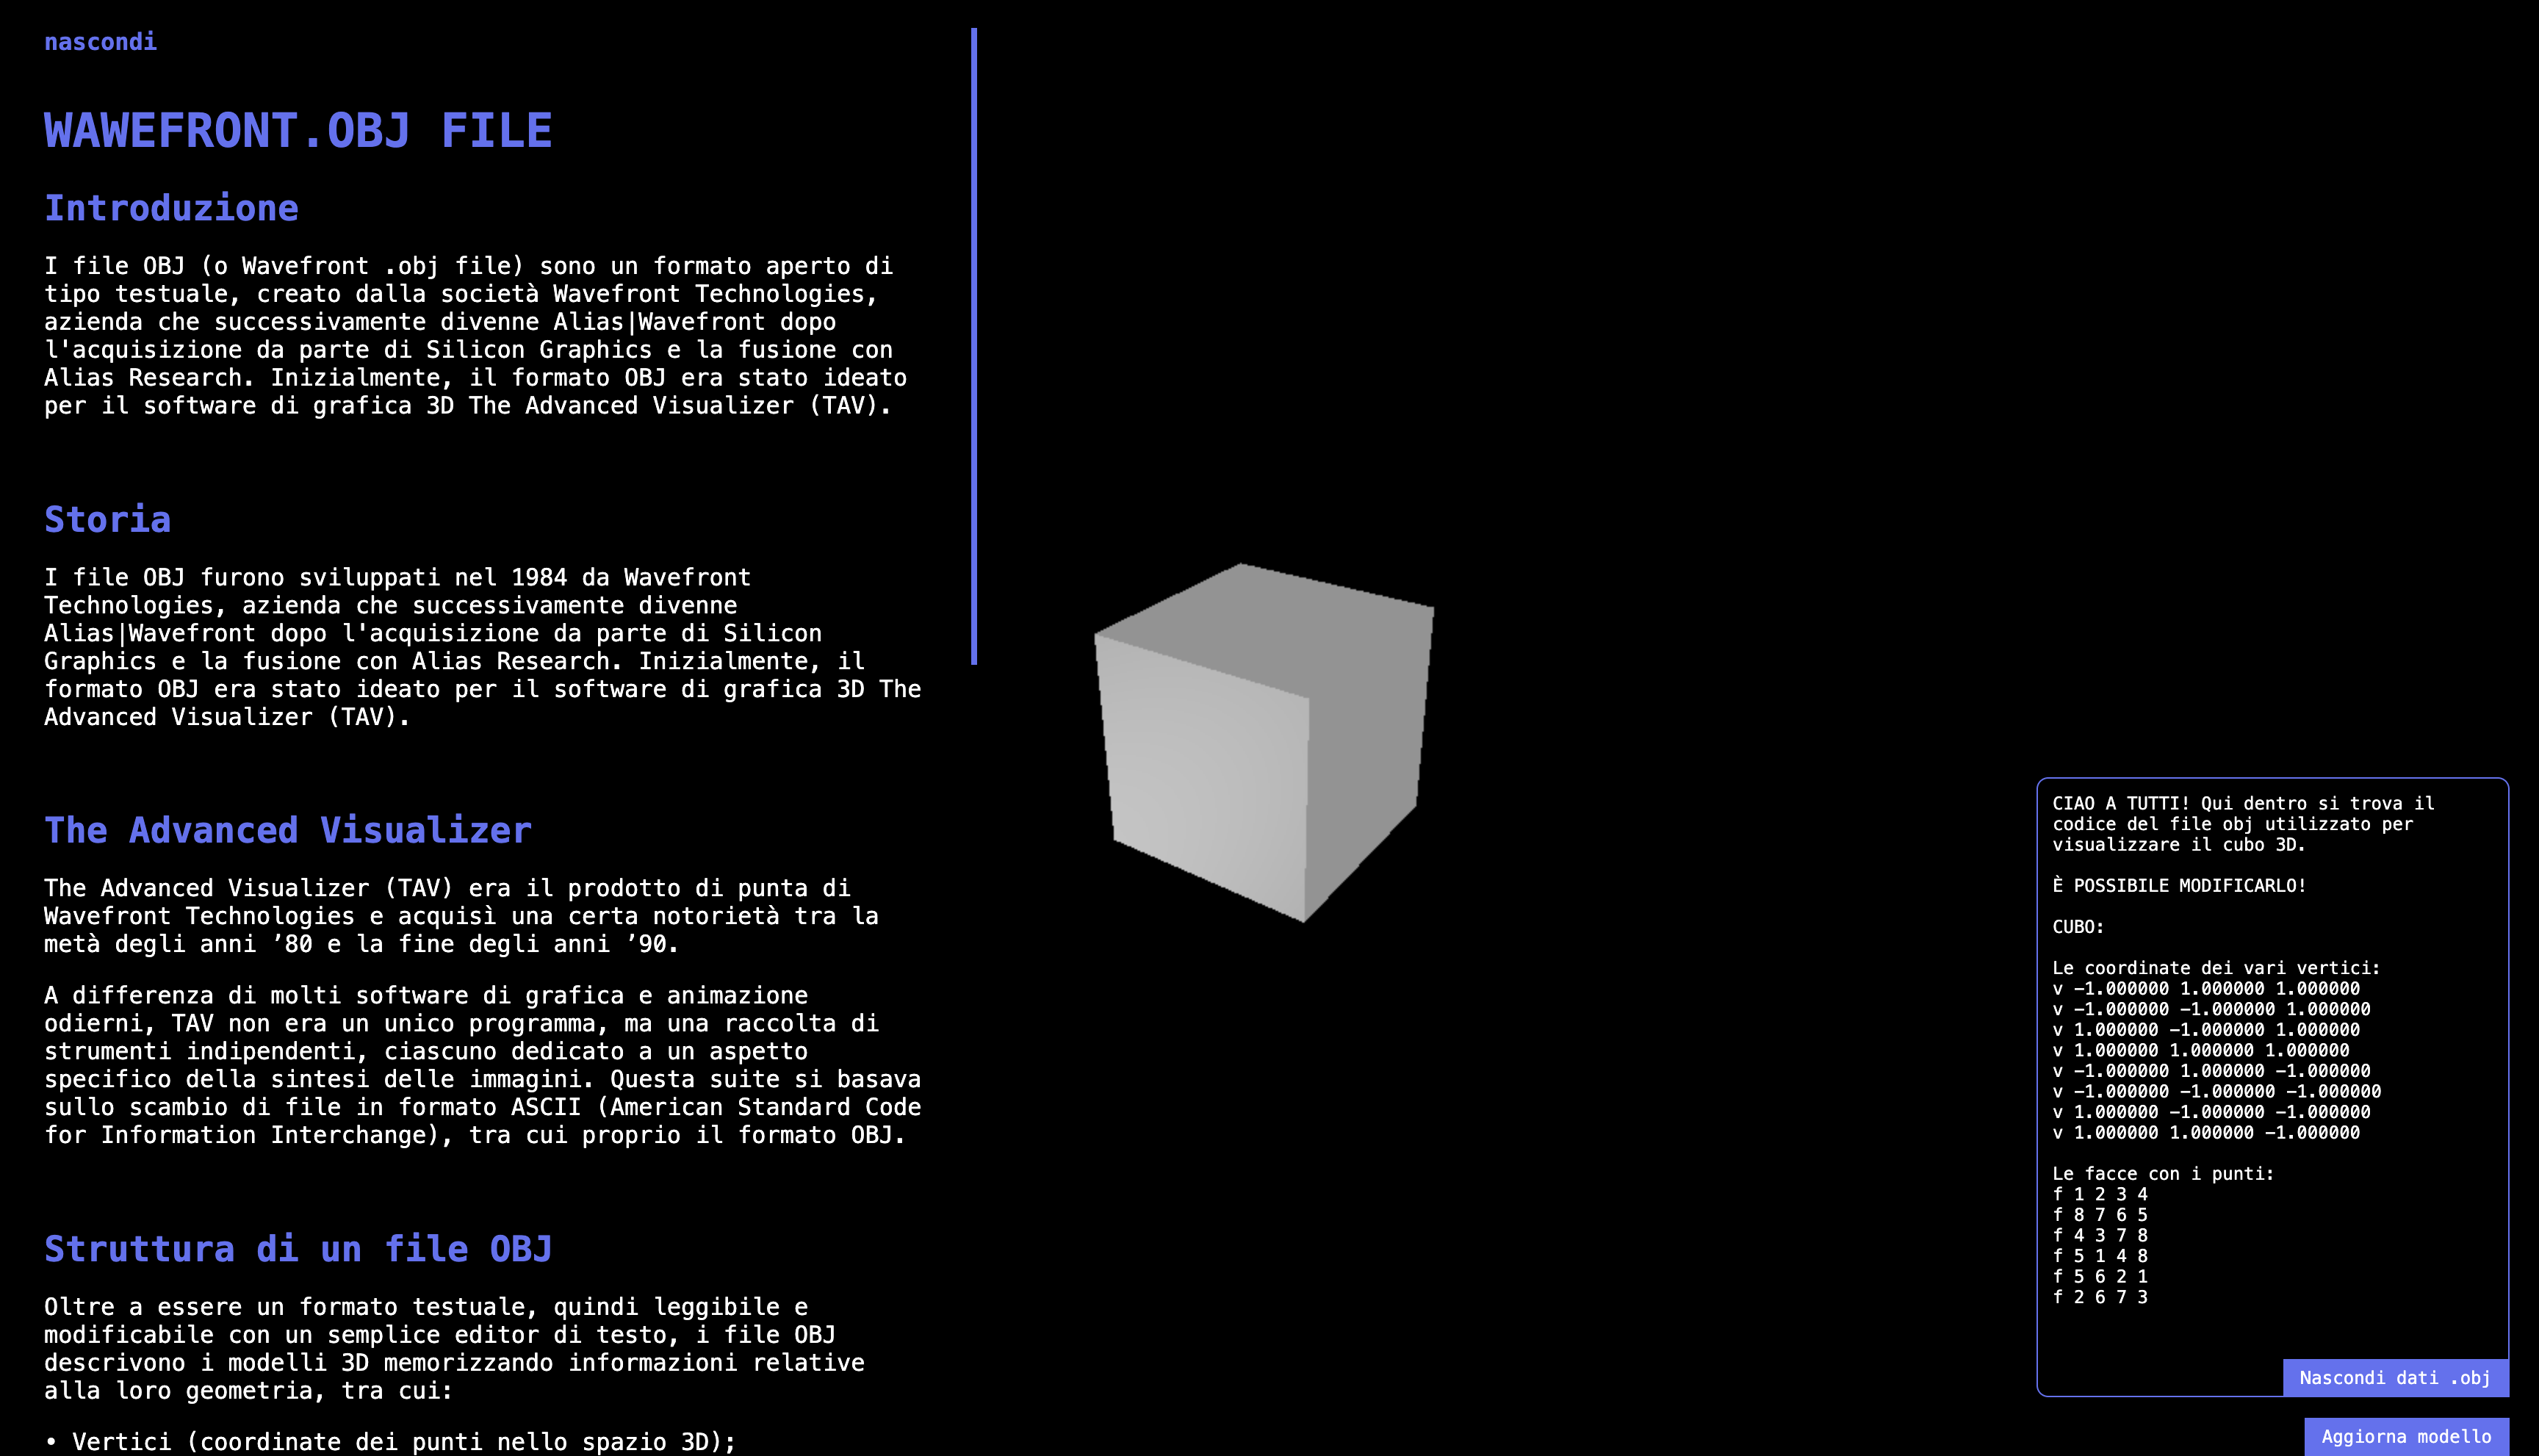 nascondi
WAWEFRONT.OBJ FILE
Introduzione
I file OBJ (o Wavefront .obj file) sono un formato aperto di
tipo testuale, creato dalla società Wavefront Technologies,
azienda che successivamente divenne Alias|Wavefront dopo
l'acquisizione da parte di Silicon Graphics e la fusione con
Alias Research. Inizialmente, il formato OBJ era stato ideato
per il software di grafica 3D The Advanced Visualizer (TAV).
Storia
I file OBJ furono sviluppati nel 1984 da Wavefront
Technologies, azienda che successivamente divenne
Alias|Wavefront dopo l'acquisizione da parte di Silicon
Graphics e la fusione con Alias Research. Inizialmente, il
formato OBJ era stato ideato per il software di grafica 3D The
Advanced Visualizer (TAV).
The Advanced Visualizer
The Advanced Visualizer (TAV) era il prodotto di punta di
Wavefront Technologies e acquisì una certa notorietà tra la
metà degli anni ’80 e la fine degli anni ’90.
A differenza di molti software di grafica e animazione
odierni, TAV non era un unico programma, ma una raccolta di
strumenti indipendenti, ciascuno dedicato a un aspetto
specifico della sintesi delle immagini. Questa suite si basava
sullo scambio di file in formato ASCII (American Standard Code
for Information Interchange), tra cui proprio il formato OBJ.
Struttura di un file OBJ
Oltre a essere un formato testuale, quindi leggibile e
modificabile con un semplice editor di testo, i file OBJ
descrivono i modelli 3D memorizzando informazioni relative
alla loro geometria, tra cui:
• Vertici (coordinate dei punti nello spazio 3D);
CIAO A TUTTI! Qui dentro si trova il
codice del file obj utilizzato per
visualizzare il cubo 3D.
È POSSIBILE MODIFICARLO!
CUBO:
Le coordinate dei vari vertici:
v -1.000000 1.000000 1.000000
v -1.000000 -1.000000 1.000000
v 1.000000 -1.000000 1.000000
v 1.000000 1.000000 1.000000
v -1.000000 1.000000 -1.000000
v -1.000000 -1.000000 -1.000000
v 1.000000 -1.000000 -1.000000
v 1.000000 1.000000 -1.000000
Le facce con i punti:
f 1 2 3 4
f 8 7 6 5
f 4 3 7 8
f 5 1 4 8
f 5 6 2 1
f 2 6 7 3
Nascondi dati .obj
Aggiorna modello